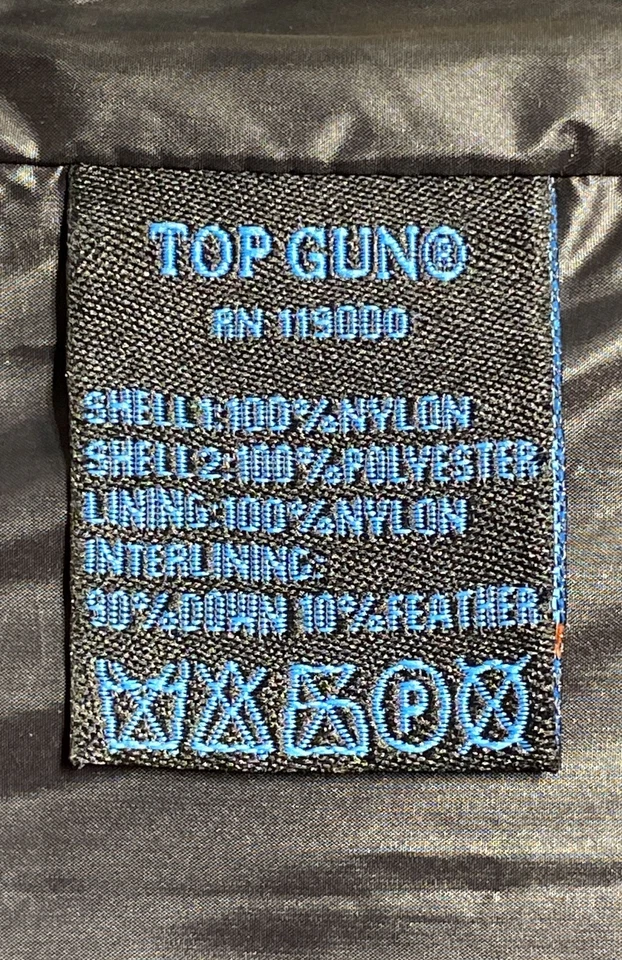 TOP GUN®
RN 119000
SHELL1:100%NYLON
SHELL2:100%POLYESTER
LINING:100%NYLON
INTERLINING:
90%DOWN 10%FEATHER
P